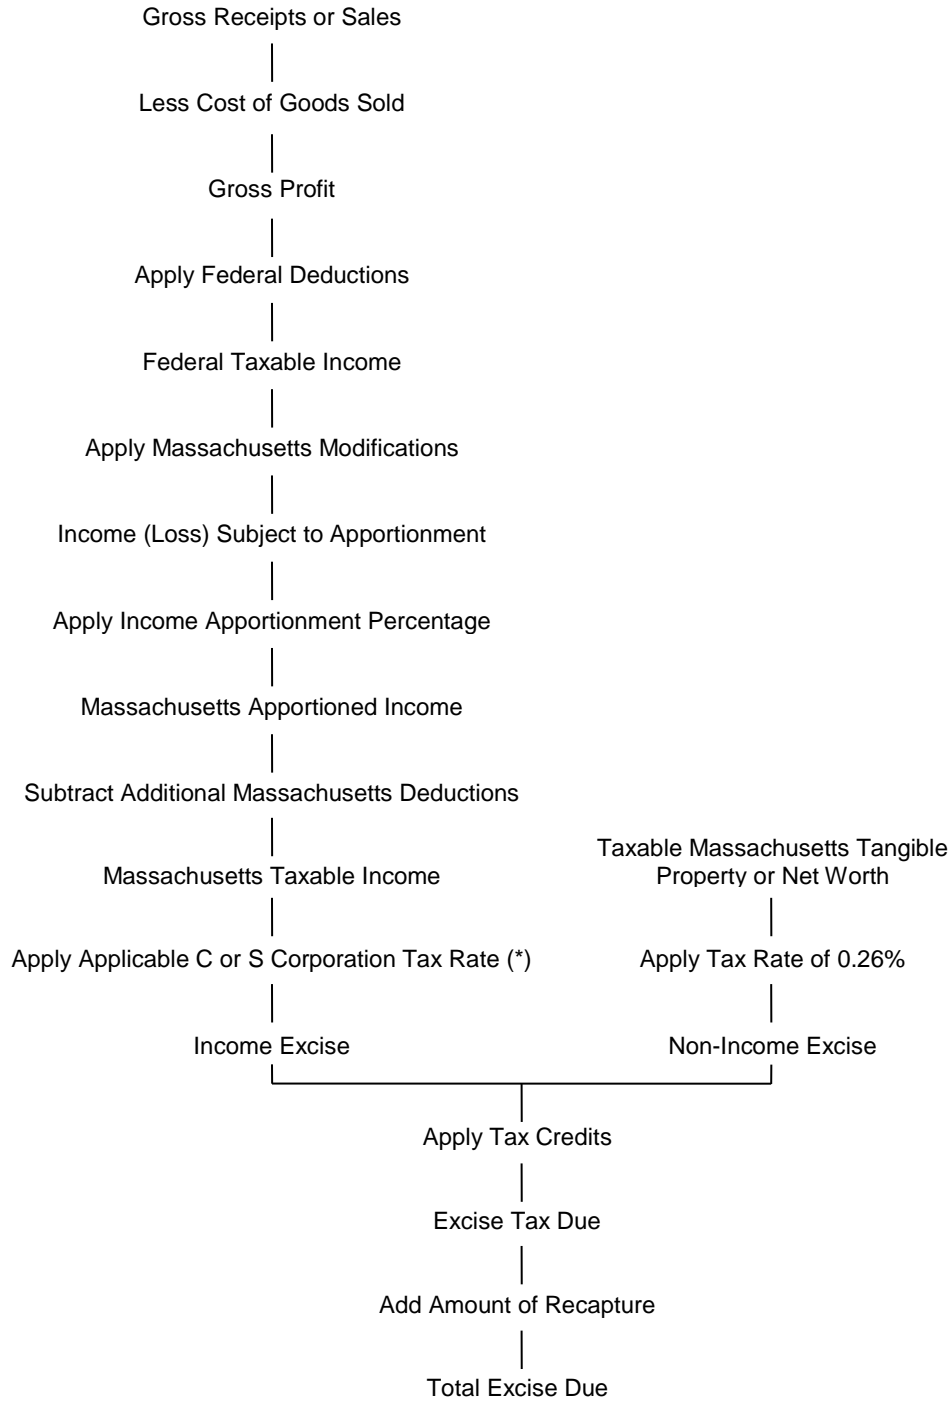 Gross Receipts or Sales
Less Cost of Goods Sold
Gross Profit
Apply Federal Deductions
Federal Taxable Income
Apply Massachusetts Modifications
Income (Loss) Subject to Apportionment
Apply Income Apportionment Percentage
Massachusetts Apportioned Income
Subtract Additional Massachusetts Deductions
Massachusetts Taxable Income
Apply Applicable C or S Corporation Tax Rate (*)
Income Excise
Taxable Massachusetts Tangible
Property or Net Worth
Apply Tax Rate of 0.26%
Non-Income Excise
Apply Tax Credits
Excise Tax Due
Add Amount of Recapture
Total Excise Due